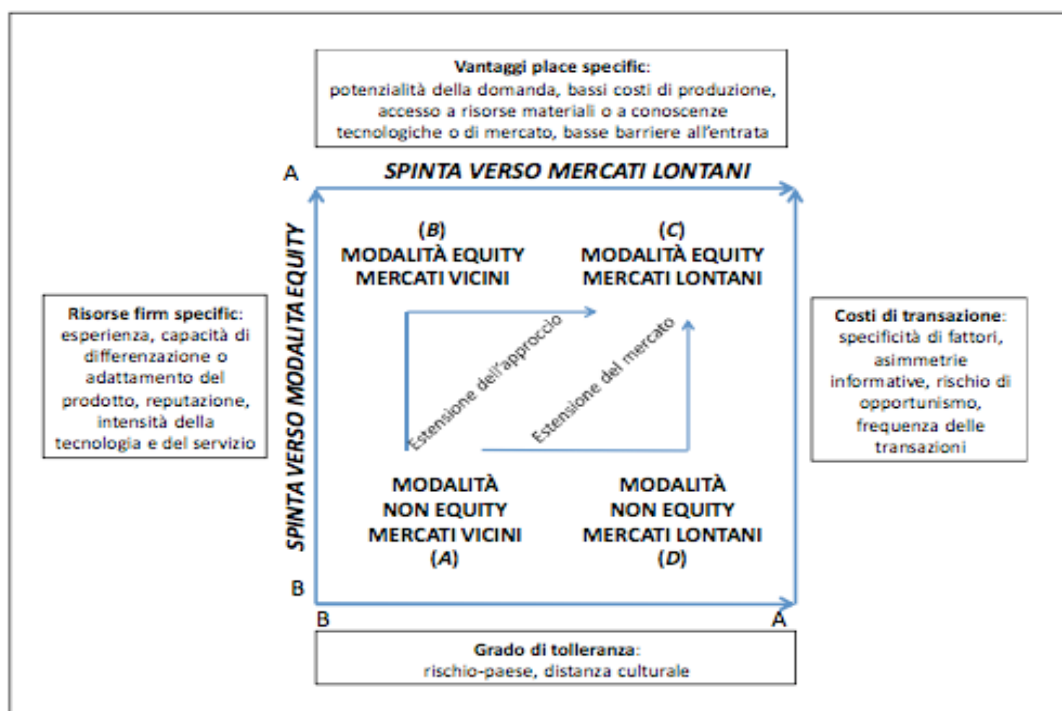 Vantaggi place specific:
potenzialità della domanda, bassi costi di produzione,
accesso a risorse materiali o a conoscenze
tecnologiche o di mercato, basse barriere all'entrata
A
SPINTA VERSO MERCATI LONTANI
SPINTA VERSO MODALITA EQUITY
(B)
MODALITÀ EQUITY
MERCATI VICINI
(C)
MODALITÀ EQUITY
MERCATI LONTANI
Risorse firm specific:
esperienza, capacità di
differenzazione o
adattamento del
prodotto, reputazione,
intensità della
tecnologia e del servizio
Estensione dell'approccio
Estensione del mercato
Costi di transazione:
specificità di fattori,
asimmetrie
informative, rischio di
opportunismo,
frequenza delle
transazioni
MODALITÀ
NON EQUITY
MERCATI VICINI
(A)
MODALITÀ
NON EQUITY
MERCATI LONTANI
(D)
B
B
A
Grado di tolleranza:
rischio-paese, distanza culturale